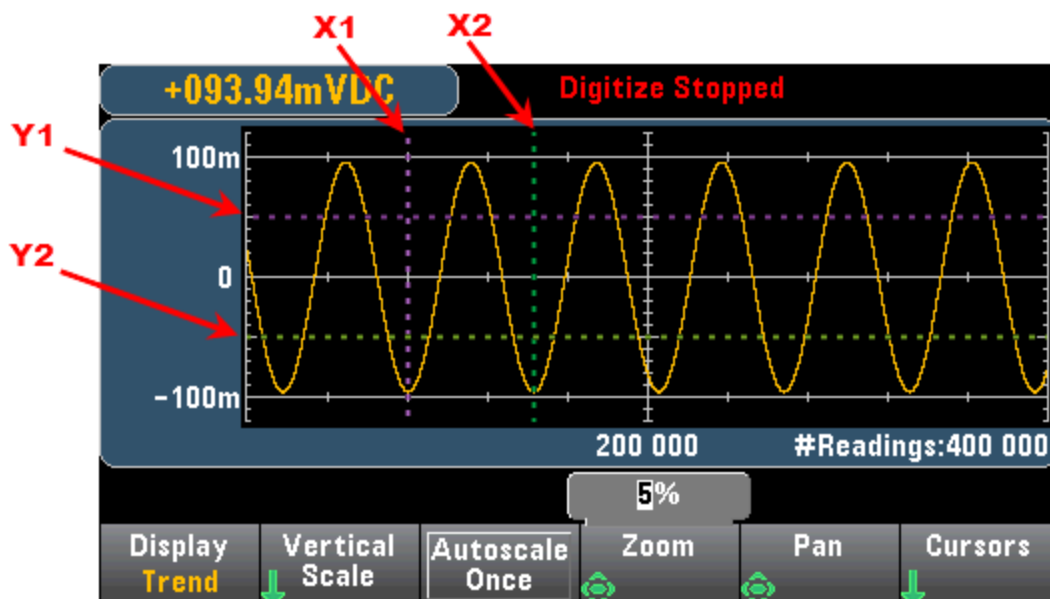 X1
X2
+093.94mVDC
Digitize Stopped
Y1
100m
Y2
0
-100m
200 000
#Readings:400 000
5%
Display
Trend
Vertical
Scale
Autoscale
Once
Zoom
Pan
Cursors